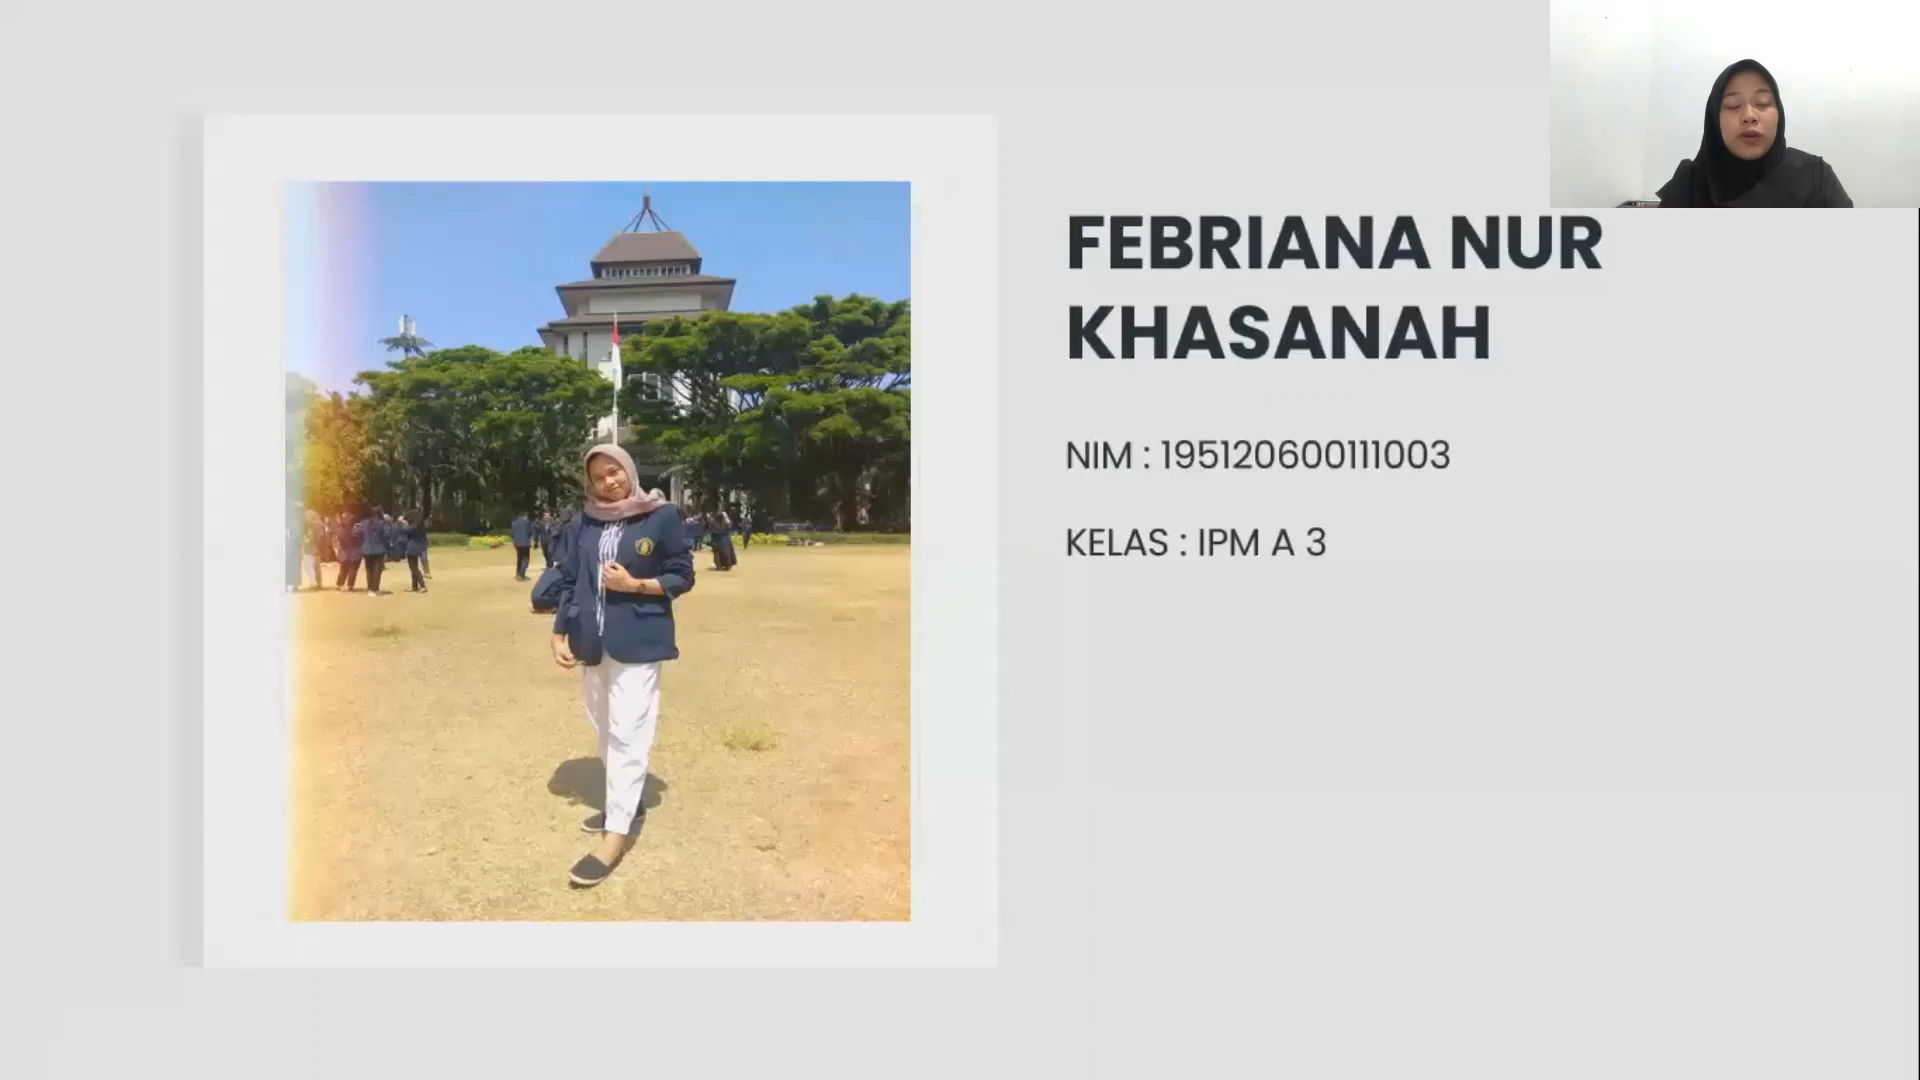 FEBRIANA NUR
KHASANAH
NIM : 195120600111003
KELAS : IPM A 3